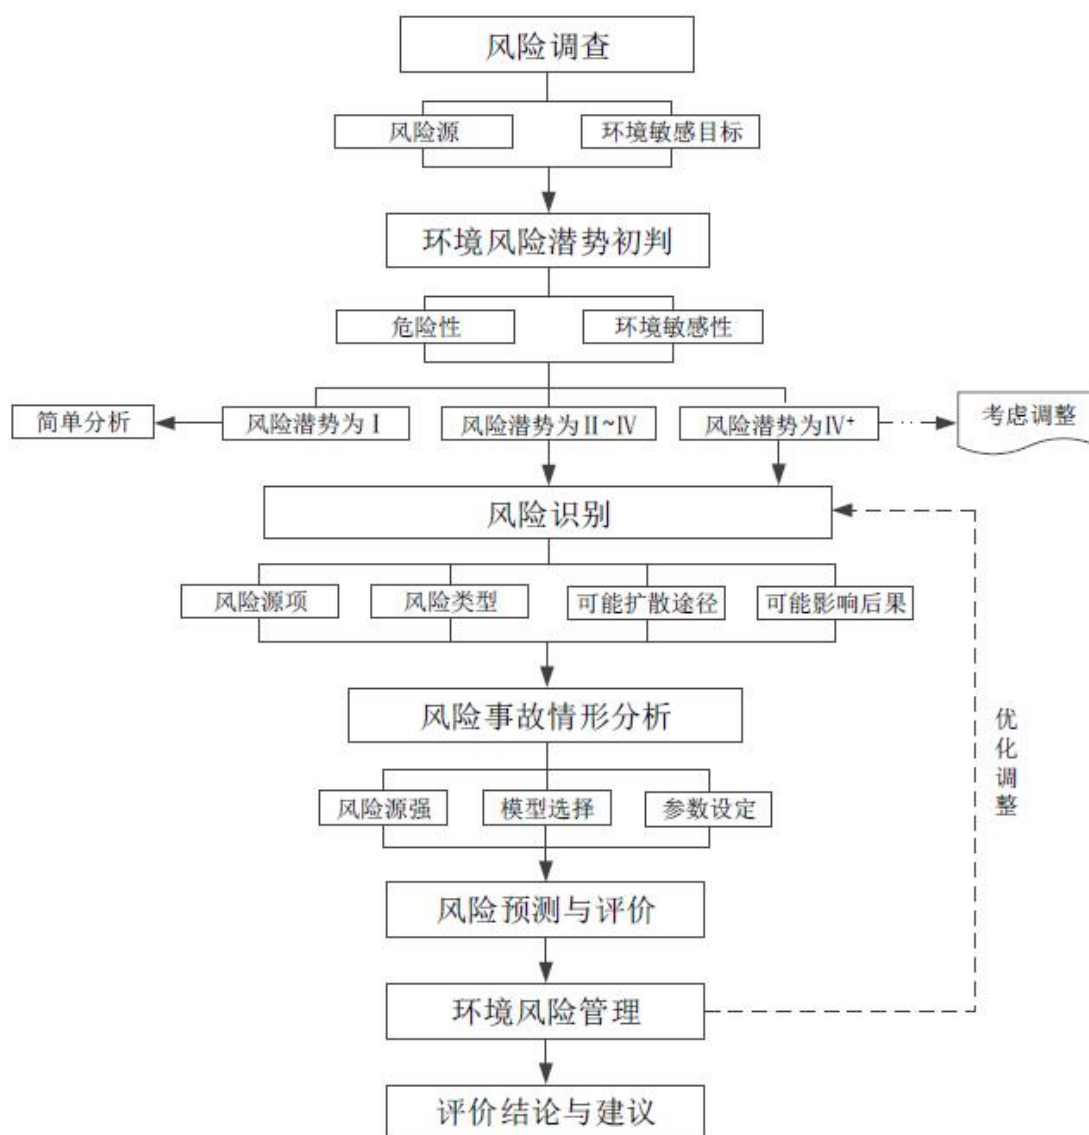 风险调查
风险源
环境敏感目标
环境风险潜势初判
危险性
环境敏感性
简单分析
风险潜势为Ⅰ
风险潜势为Ⅱ~Ⅳ
风险潜势为Ⅳ⁺
考虑调整
风险识别
风险源项
风险类型
可能扩散途径
可能影响后果
风险事故情形分析
优化调整
风险源强
模型选择
参数设定
风险预测与评价
环境风险管理
评价结论与建议